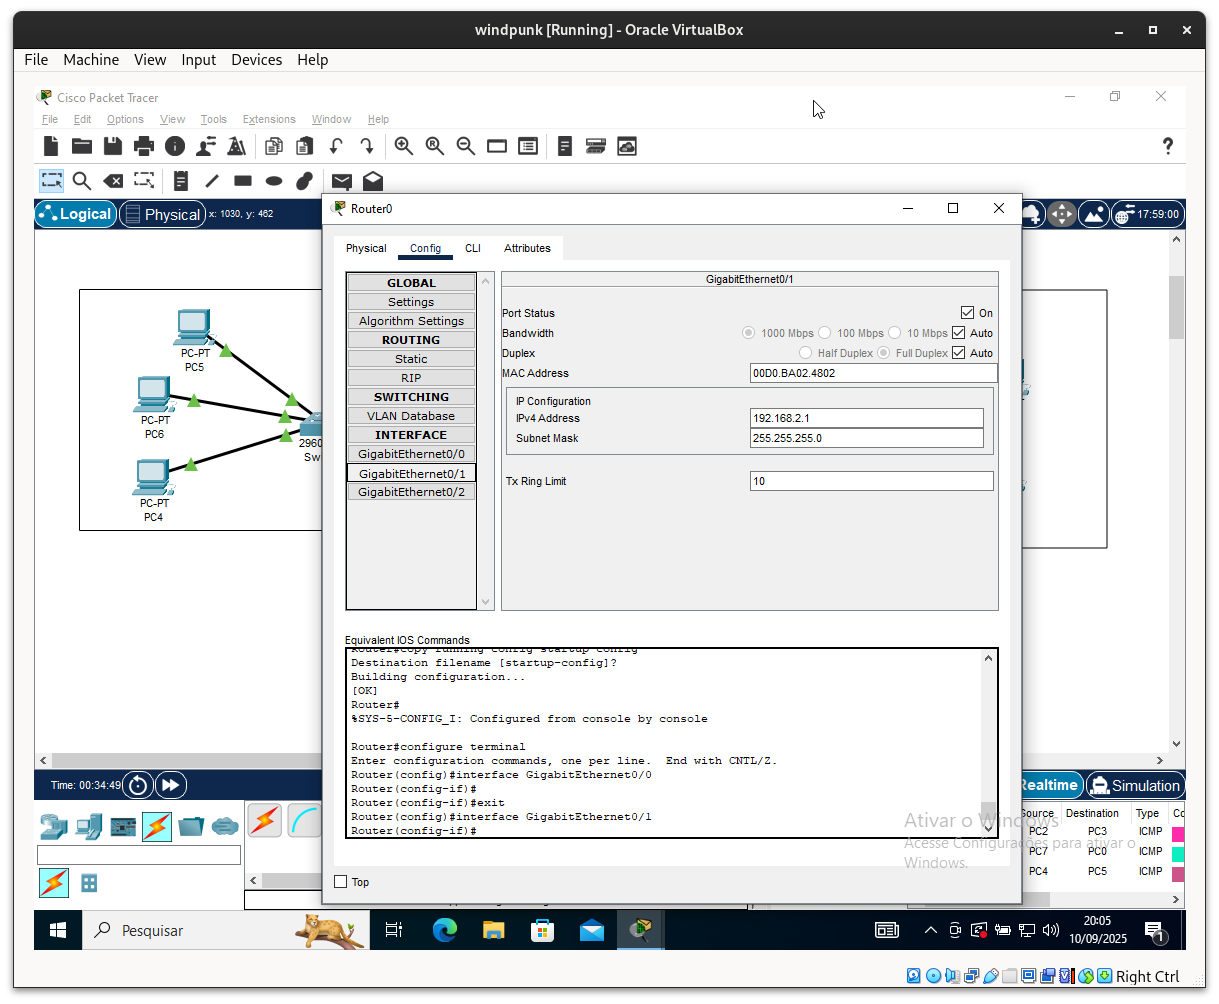 windpunk [Running] - Oracle VirtualBox
File Machine View Input Devices Help
Cisco Packet Tracer
File Edit Options View Tools Extensions Window Help
Logical Physical x: 1030, y: 462
17:59:00
Router0
Physical Config CLI Attributes
GLOBAL
Settings
Algorithm Settings
ROUTING
Static
RIP
SWITCHING
VLAN Database
INTERFACE
GigabitEthernet0/0
GigabitEthernet0/1
GigabitEthernet0/2
GigabitEthernet0/1
Port Status On
Bandwidth 1000 Mbps 100 Mbps 10 Mbps Auto
Duplex Half Duplex Full Duplex Auto
MAC Address 00D0.BA02.4802
IP Configuration
IPv4 Address 192.168.2.1
Subnet Mask 255.255.255.0
Tx Ring Limit 10
PC-PT
PC5
PC-PT
PC6
PC-PT
PC4
2960
Sw
Equivalent IOS Commands
Router#copy running-config startup-config
Destination filename [startup-config]?
Building configuration...
[OK]
Router#
%SYS-5-CONFIG_I: Configured from console by console
Router#configure terminal
Enter configuration commands, one per line.  End with CNTL/Z.
Router(config)#interface GigabitEthernet0/0
Router(config-if)#
Router(config-if)#exit
Router(config)#interface GigabitEthernet0/1
Router(config-if)#
Top
Time: 00:34:49
Realtime Simulation
Source Destination Type Co
PC2 PC3 ICMP
PC7 PC0 ICMP
PC4 PC5 ICMP
Ativar o Windows
Acesse Configurações para ativar o
Windows.
Pesquisar
20:05
10/09/2025
1
Right Ctrl